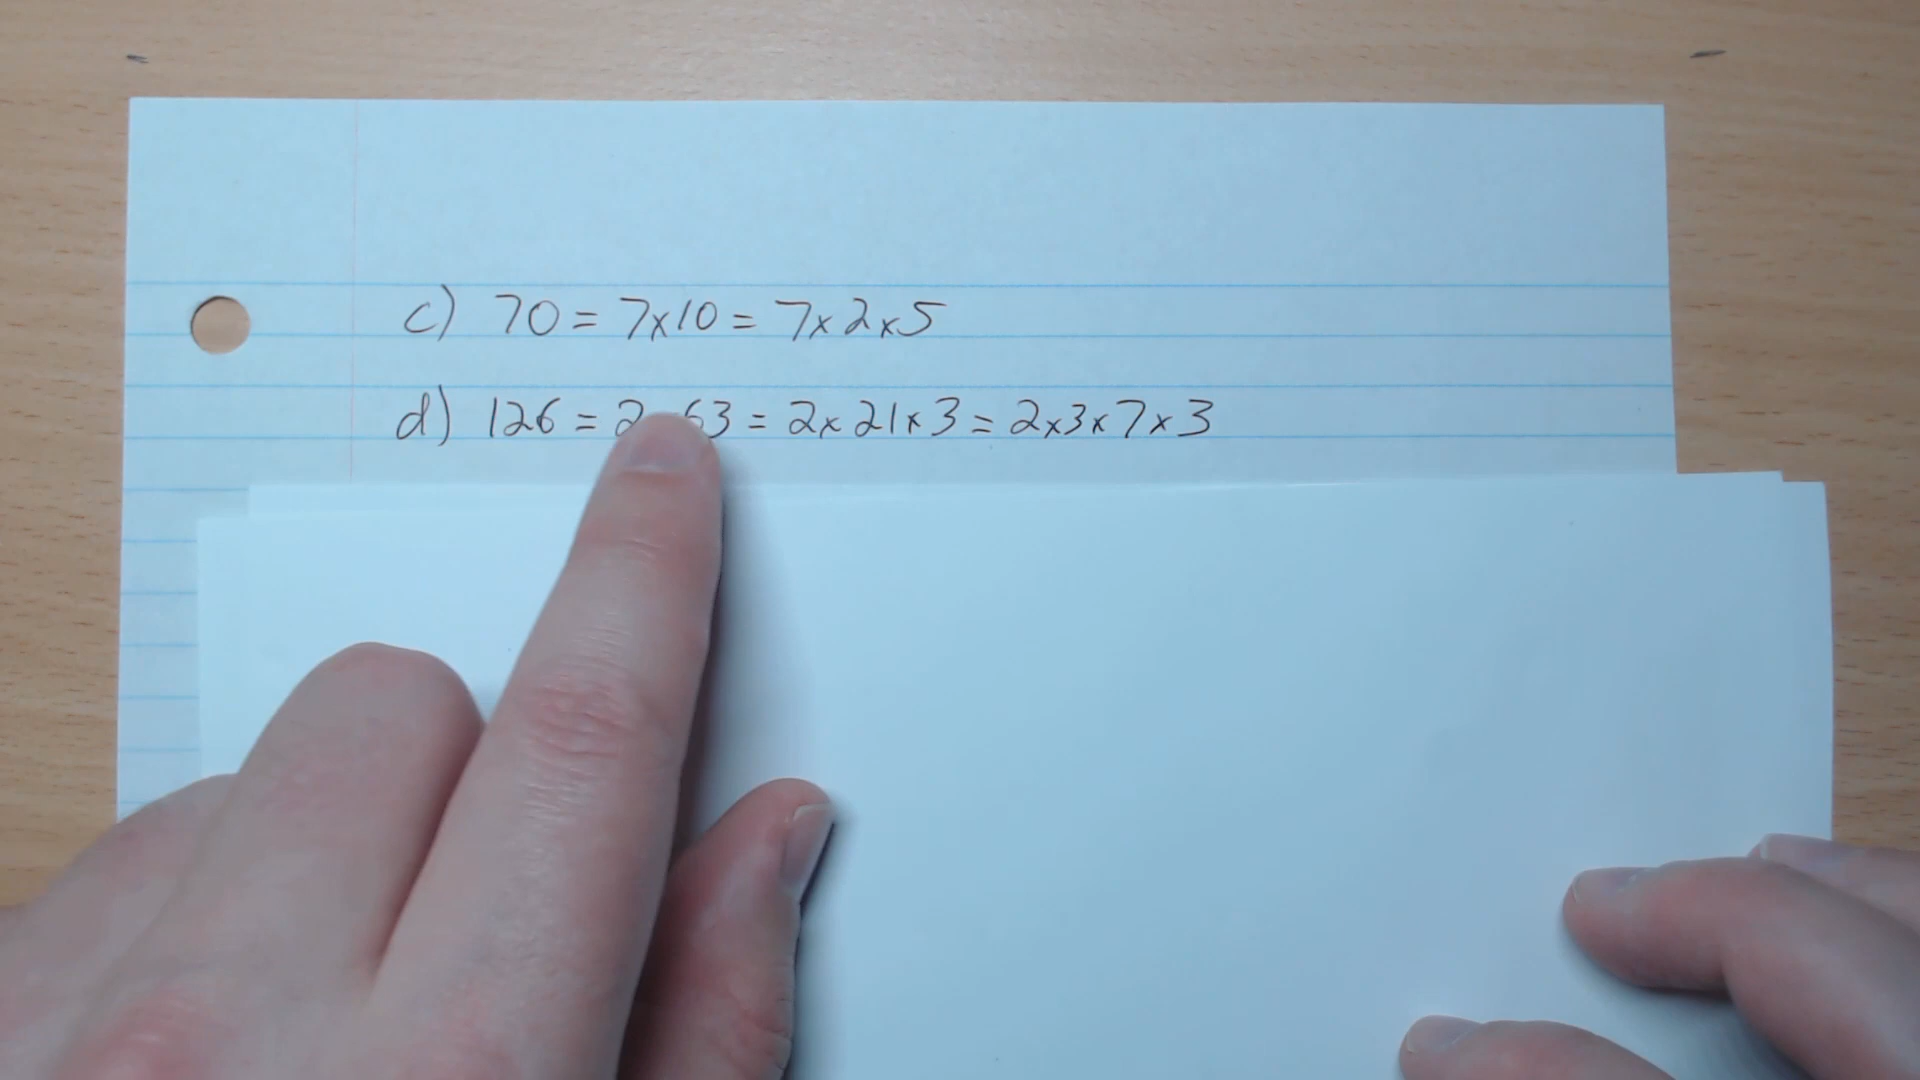 c) 70 = 7x10 = 7x2x5
d) 126 = 2 63 = 2x21x3 = 2x3x7x3